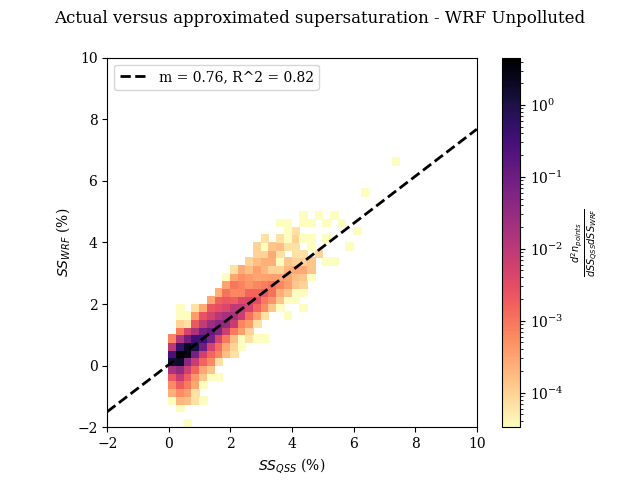 Actual versus approximated supersaturation - WRF Unpolluted
m = 0.76, R^2 = 0.82
10
8
6
4
2
0
−2
SS_WRF (%)
−2 0 2 4 6 8 10
SS_QSS (%)
10^0
10^−1
10^−2
10^−3
10^−4
d²n_points
dSS_QSS dSS_WRF